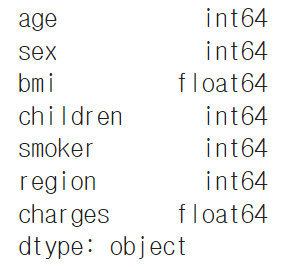 age int64
sex int64
bmi float64
children int64
smoker int64
region int64
charges float64
dtype: object